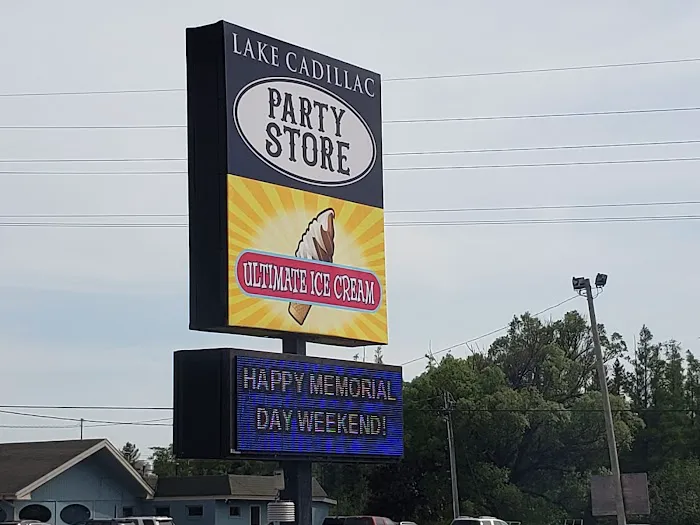 LAKE CADILLAC
PARTY
STORE
ULTIMATE ICE CREAM
HAPPY MEMORIAL
DAY WEEKEND!